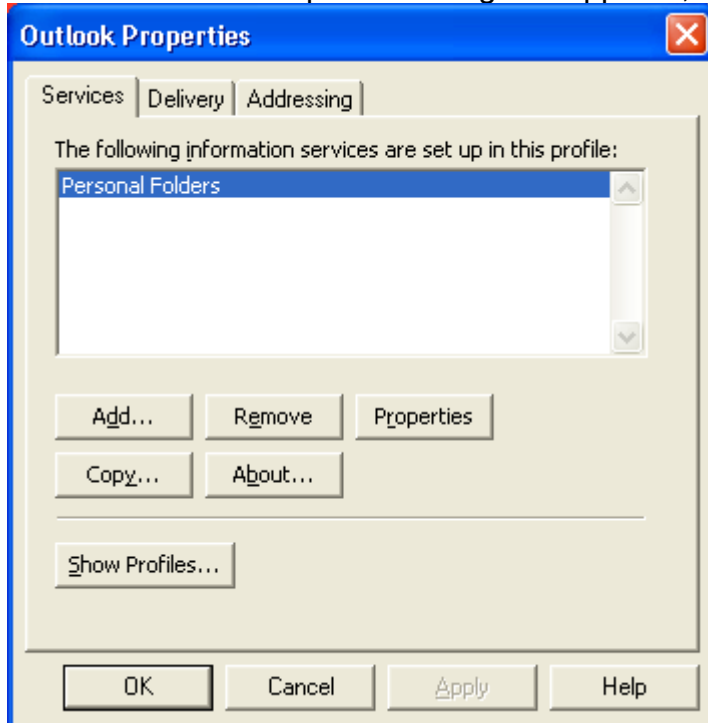 Outlook Properties
Services Delivery Addressing
The following information services are set up in this profile:
Personal Folders
Add... Remove Properties
Copy... About...
Show Profiles...
OK Cancel Apply Help